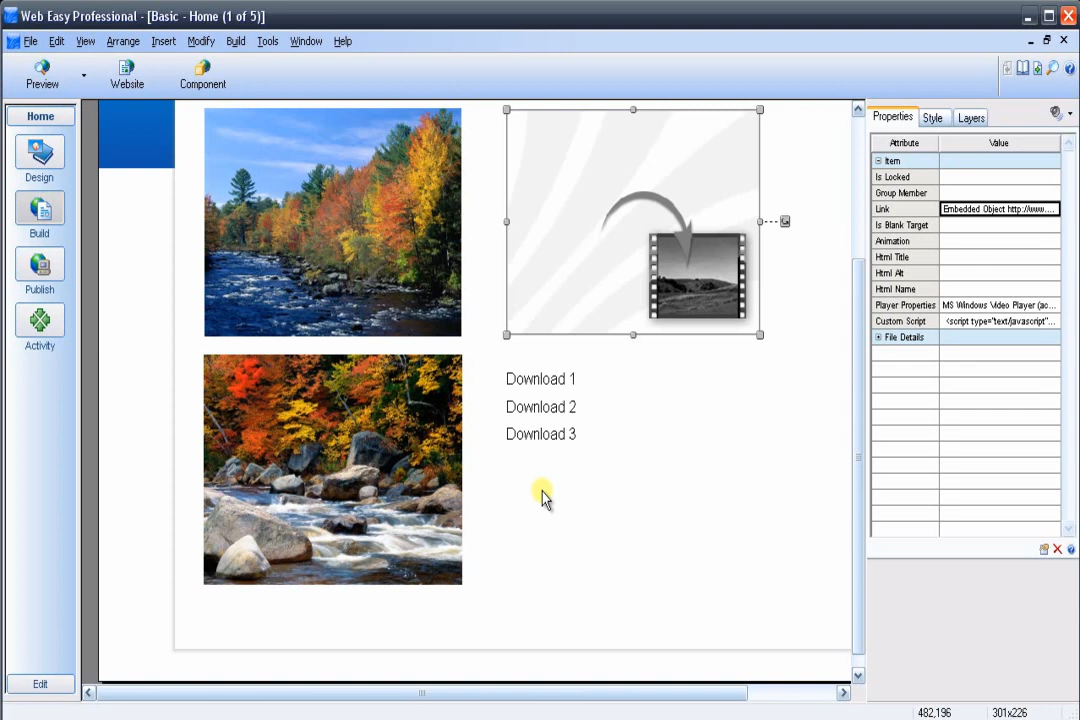 Web Easy Professional - [Basic - Home (1 of 5)]
File Edit View Arrange Insert Modify Build Tools Window Help
Preview Website Component
Home
Design
Build
Publish
Activity
Edit
Download 1
Download 2
Download 3
Properties Style Layers
Attribute Value
Item
Is Locked
Group Member
Link Embedded Object http://www....
Is Blank Target
Animation
Html Title
Html Alt
Html Name
Player Properties MS Windows Video Player (ac...
Custom Script <script type="text/javascript"...
File Details
482,196 301x226